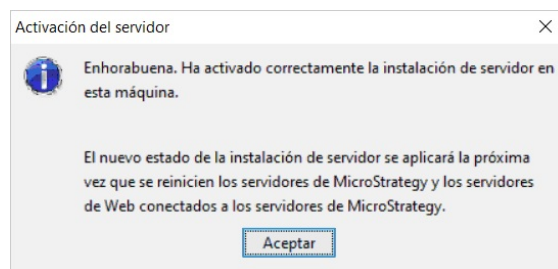 Activación del servidor
Enhorabuena. Ha activado correctamente la instalación de servidor en
esta máquina.
El nuevo estado de la instalación de servidor se aplicará la próxima
vez que se reinicien los servidores de MicroStrategy y los servidores
de Web conectados a los servidores de MicroStrategy.
Aceptar